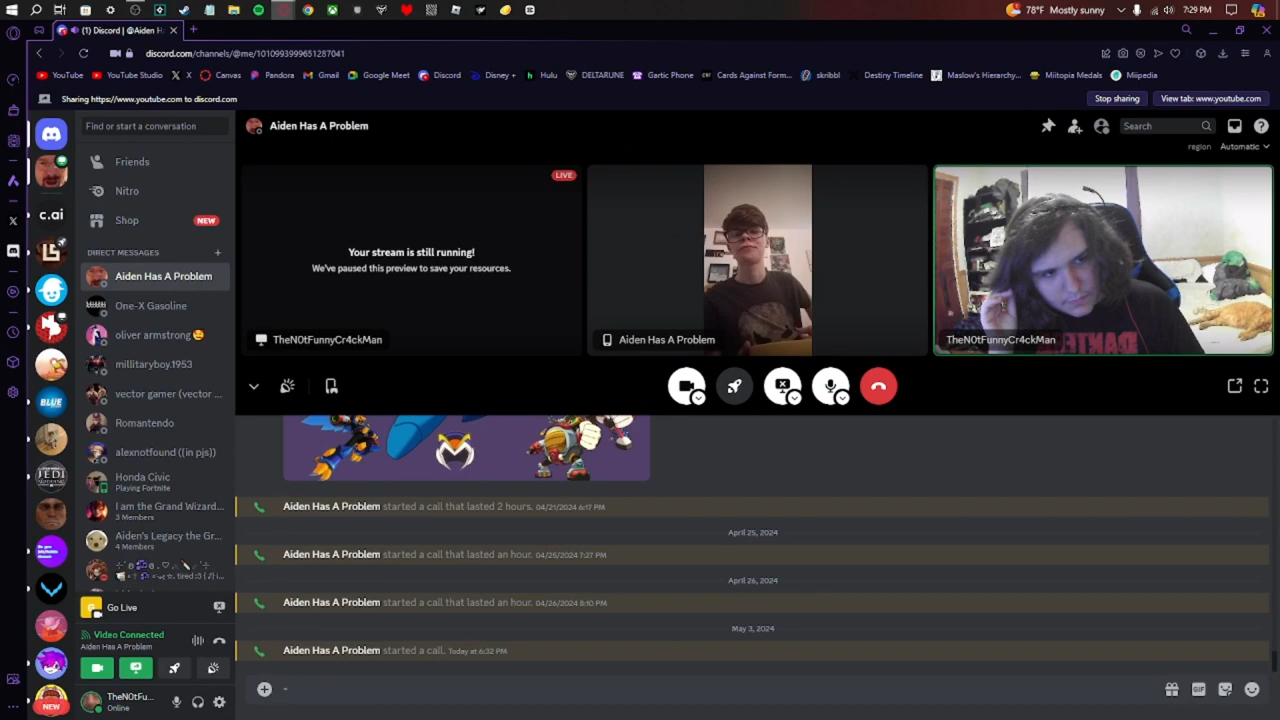 78°F Mostly sunny
7:29 PM
(1) Discord | @Aiden H
discord.com/channels/@me/1010993999651287041
YouTube
YouTube Studio
X
Canvas
Pandora
Gmail
Google Meet
Discord
Disney +
Hulu
DELTARUNE
Gartic Phone
Cards Against Form...
skribbl
Destiny Timeline
Maslow's Hierarchy...
Miitopia Medals
Miipedia
Sharing https://www.youtube.com to discord.com
Stop sharing
View tab: www.youtube.com
Find or start a conversation
Aiden Has A Problem
Search
region Automatic
Friends
Nitro
Shop
NEW
DIRECT MESSAGES
Aiden Has A Problem
One-X Gasoline
oliver armstrong
millitaryboy.1953
vector gamer (vector ...
Romantendo
alexnotfound ((in pjs))
Honda Civic
Playing Fortnite
I am the Grand Wizard...
3 Members
Aiden's Legacy the Gr...
4 Members
c.ai
BLUE
JEDI
NEW
Go Live
Video Connected
Aiden Has A Problem
TheN0tFu...
Online
LIVE
Your stream is still running!
We've paused this preview to save your resources.
TheN0tFunnyCr4ckMan
Aiden Has A Problem
TheN0tFunnyCr4ckMan
Aiden Has A Problem started a call that lasted 2 hours. 04/21/2024 6:17 PM
April 25, 2024
Aiden Has A Problem started a call that lasted an hour. 04/25/2024 7:27 PM
April 26, 2024
Aiden Has A Problem started a call that lasted an hour. 04/26/2024 8:10 PM
May 3, 2024
Aiden Has A Problem started a call. Today at 6:32 PM
-
GIF